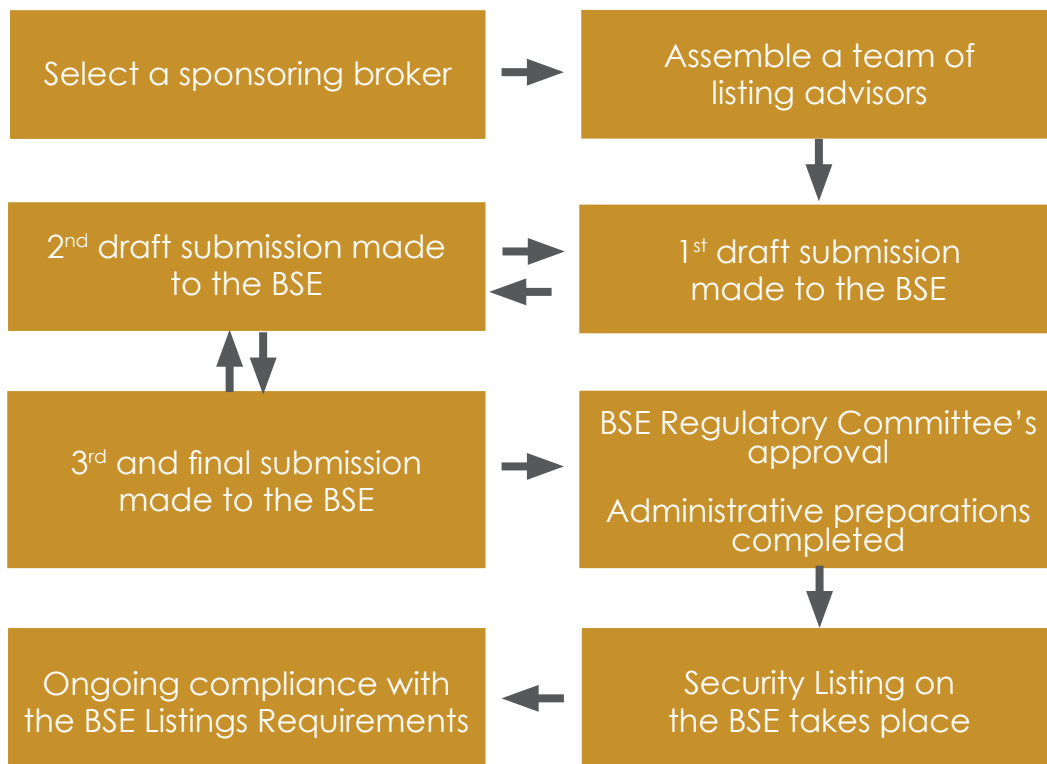 Select a sponsoring broker
Assemble a team of
listing advisors
2nd draft submission made
to the BSE
1st draft submission
made to the BSE
3rd and final submission
made to the BSE
BSE Regulatory Committee’s
approval
Administrative preparations
completed
Ongoing compliance with
the BSE Listings Requirements
Security Listing on
the BSE takes place